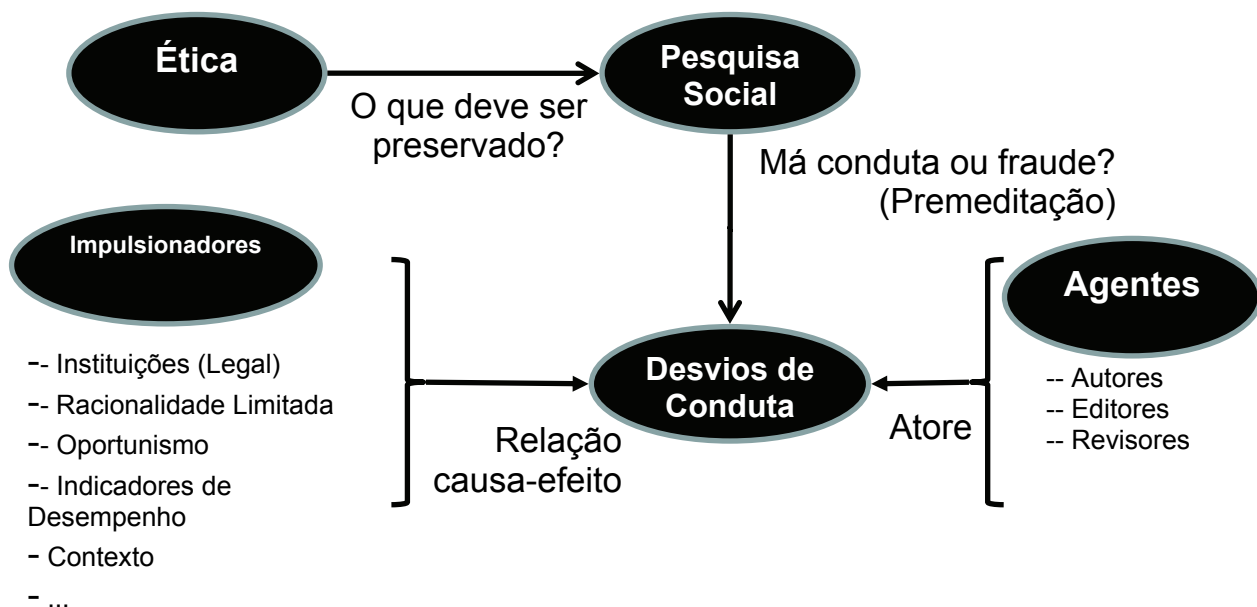 Ética
O que deve ser
preservado?
Pesquisa
Social
Má conduta ou fraude?
(Premeditação)
Impulsionadores
-- Instituições (Legal)
-- Racionalidade Limitada
-- Oportunismo
-- Indicadores de
Desempenho
- Contexto
- ...
Relação
causa-efeito
Desvios de
Conduta
Atore
Agentes
-- Autores
-- Editores
-- Revisores